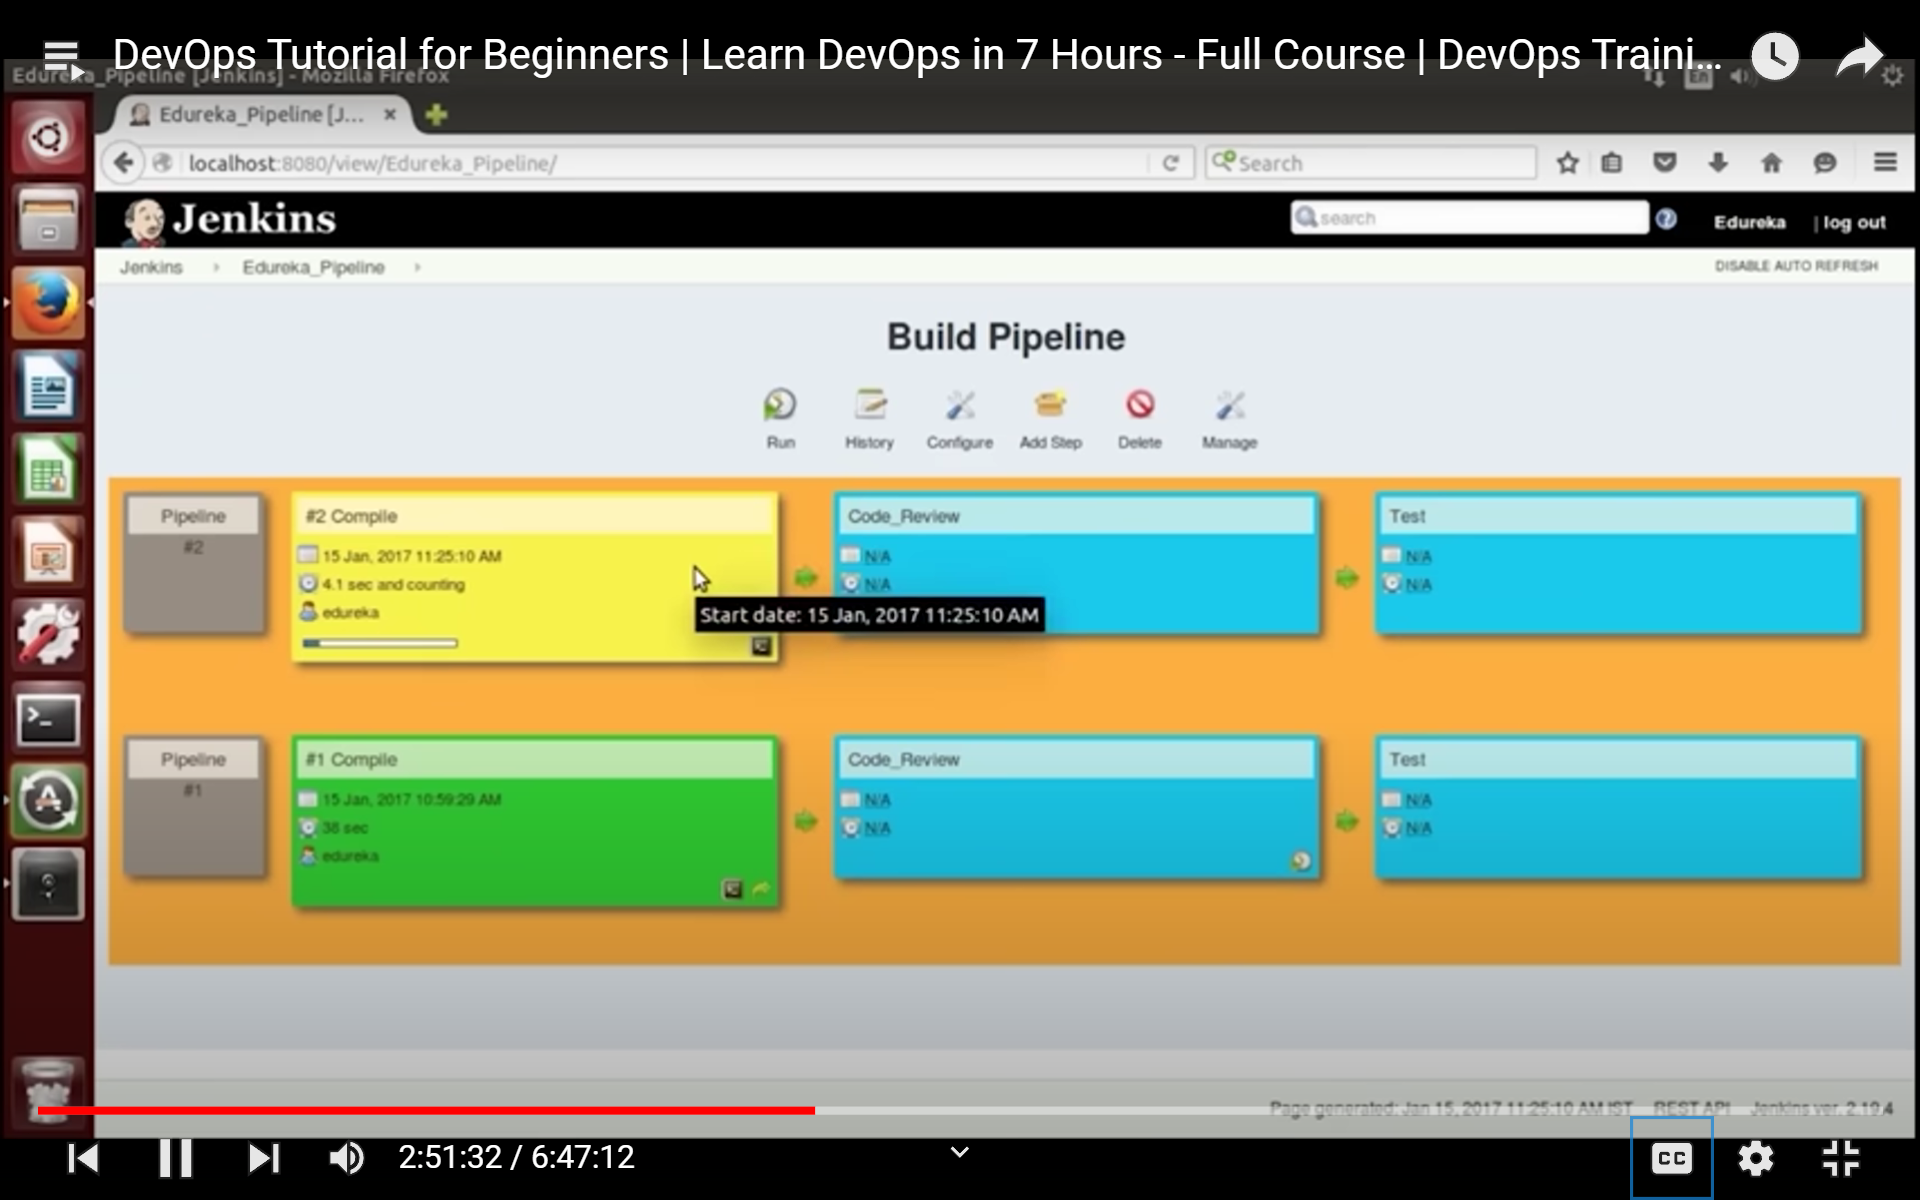 DevOps Tutorial for Beginners | Learn DevOps in 7 Hours - Full Course | DevOps Traini...
Edureka_Pipeline [Jenkins] - Mozilla Firefox
En
Edureka_Pipeline [J...
localhost:8080/view/Edureka_Pipeline/
Search
Jenkins
search
Edureka
| log out
Jenkins
Edureka_Pipeline
DISABLE AUTO REFRESH
Build Pipeline
Run
History
Configure
Add Step
Delete
Manage
Pipeline
#2
#2 Compile
15 Jan, 2017 11:25:10 AM
4.1 sec and counting
edureka
Code_Review
N/A
N/A
Test
N/A
N/A
Start date: 15 Jan, 2017 11:25:10 AM
Pipeline
#1
#1 Compile
15 Jan, 2017 10:59:29 AM
38 sec
edureka
Code_Review
N/A
N/A
Test
N/A
N/A
Page generated: Jan 15, 2017 11:25:10 AM IST
REST API
Jenkins ver. 2.19.4
2:51:32 / 6:47:12
CC